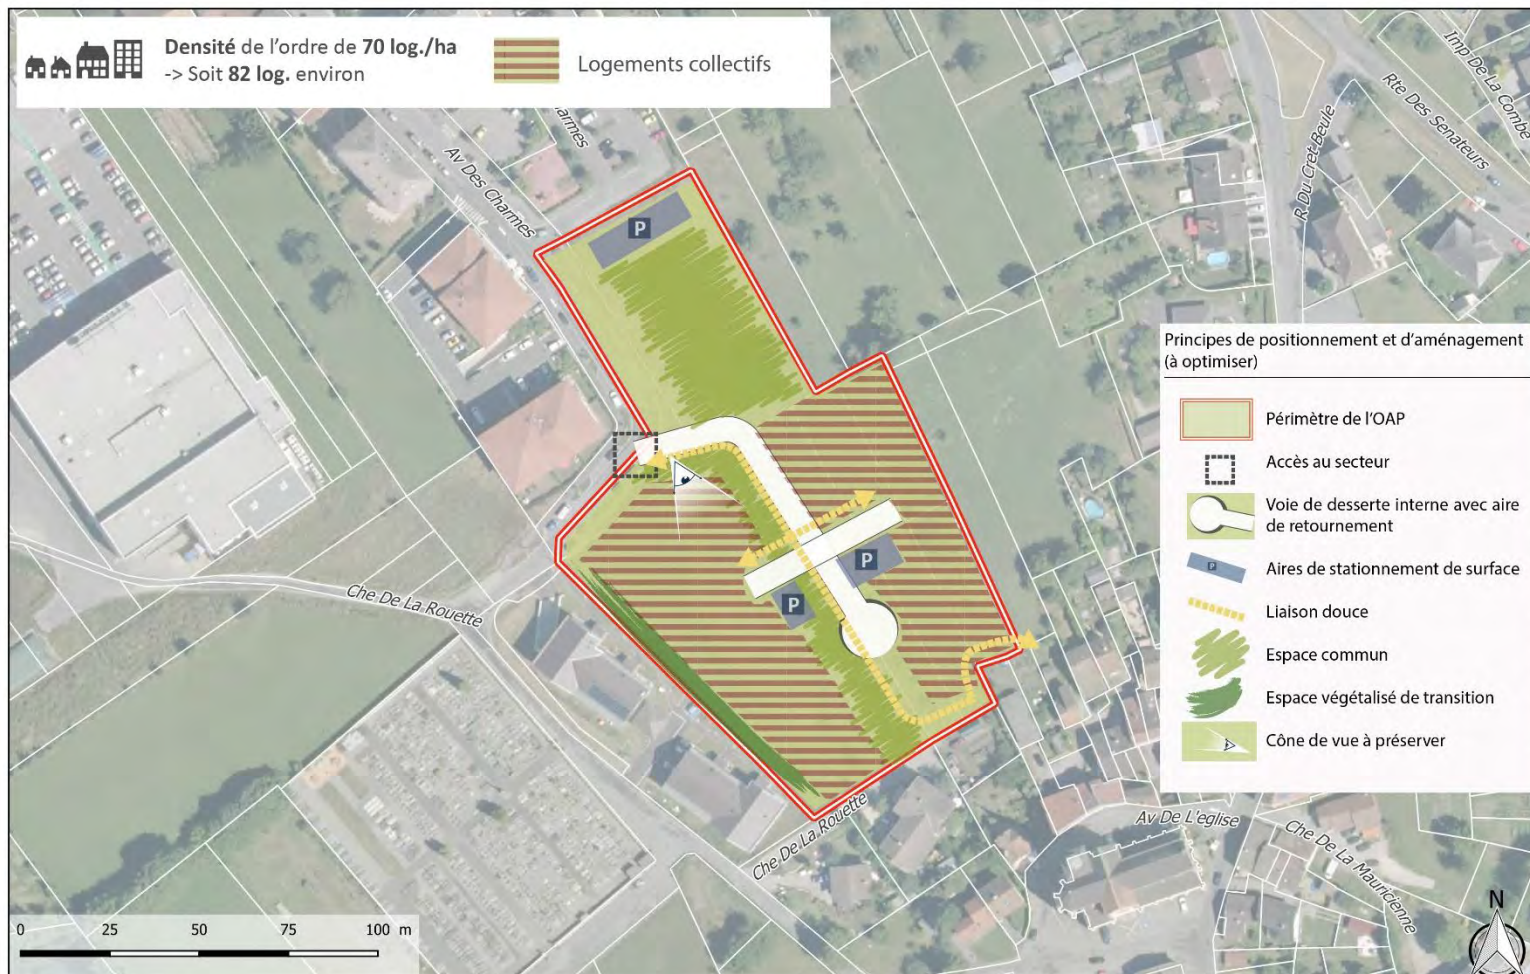 Densité de l'ordre de 70 log./ha
-> Soit 82 log. environ
Logements collectifs
Imp De La Combe
Rte Des Senateurs
R Du Cret Beule
Av Des Charmes
P
Principes de positionnement et d'aménagement
(à optimiser)
Périmètre de l'OAP
Accès au secteur
Voie de desserte interne avec aire
de retournement
P
Aires de stationnement de surface
Liaison douce
Espace commun
Espace végétalisé de transition
Cône de vue à préserver
P
P
Che De La Rouette
Che De La Rouette
Av De L'eglise
Che De La Mauricienne
0 25 50 75 100 m
N